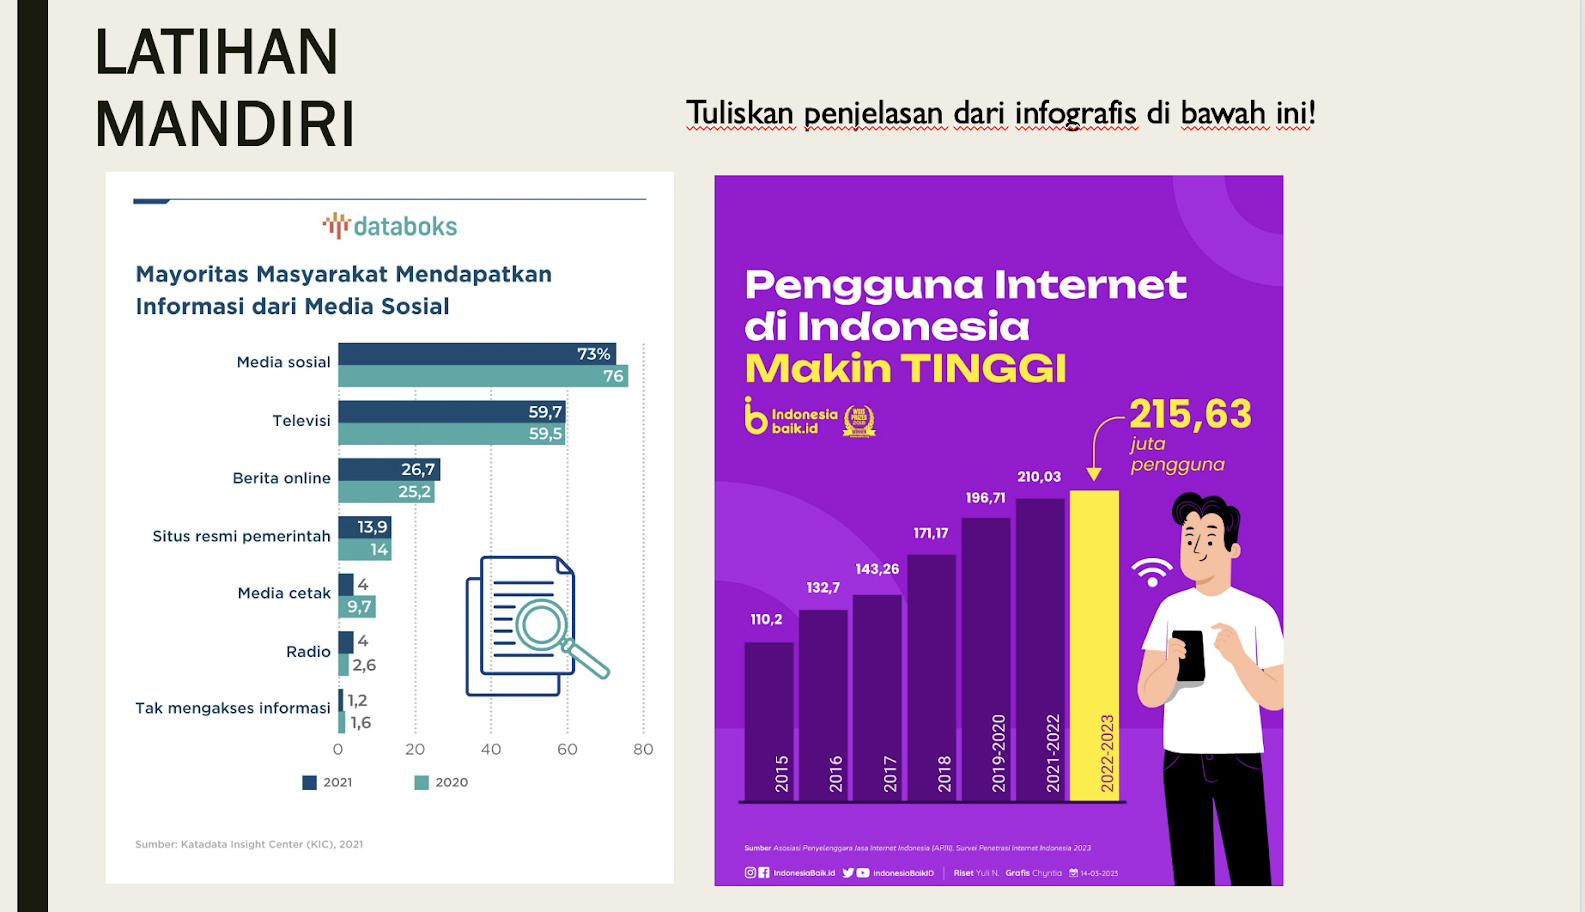 LATIHAN
MANDIRI
Tuliskan penjelasan dari infografis di bawah ini!
databoks
Mayoritas Masyarakat Mendapatkan
Informasi dari Media Sosial
Media sosial
73%
76
Televisi
59,7
59,5
Berita online
26,7
25,2
Situs resmi pemerintah
13,9
14
Media cetak
4
9,7
Radio
4
2,6
Tak mengakses informasi
1,2
1,6
0 20 40 60 80
2021 2020
Sumber: Katadata Insight Center (KIC), 2021
Pengguna Internet
di Indonesia
Makin TINGGI
Indonesia
baik.id
215,63
juta
pengguna
110,2
132,7
143,26
171,17
196,71
210,03
2015
2016
2017
2018
2019-2020
2021-2022
2022-2023
Sumber Asosiasi Penyelenggara Jasa Internet Indonesia (APJII), Survei Penetrasi Internet Indonesia 2023
IndonesiaBaik.id IndonesiaBaikID Riset Yuli N. Grafis Chyntia 14-03-2023